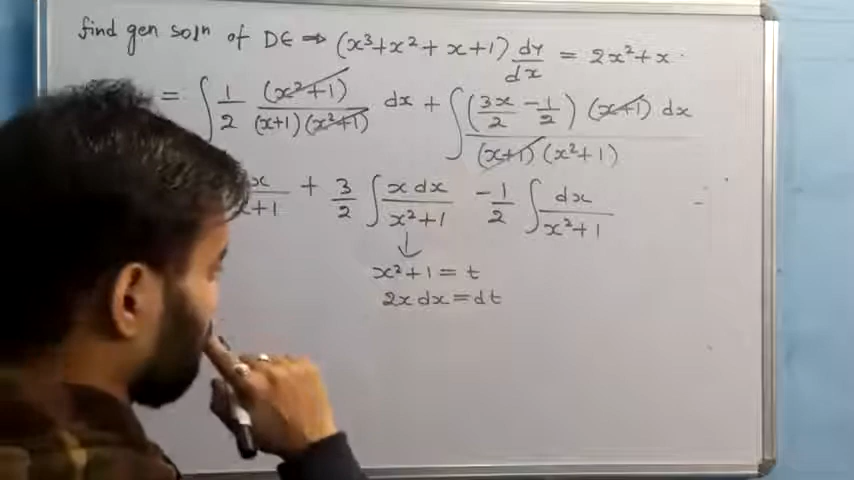 find gen solⁿ of DE ⇒ (x³+x²+x+1) dy/dx = 2x²+x
= ∫ 1/2 (x²+1)/((x+1)(x²+1)) dx + ∫ (3x/2 - 1/2)(x+1) dx/((x+1)(x²+1))
x/x+1 + 3/2 ∫ x dx/x²+1 - 1/2 ∫ dx/x²+1
↓
x²+1 = t
2x dx = dt